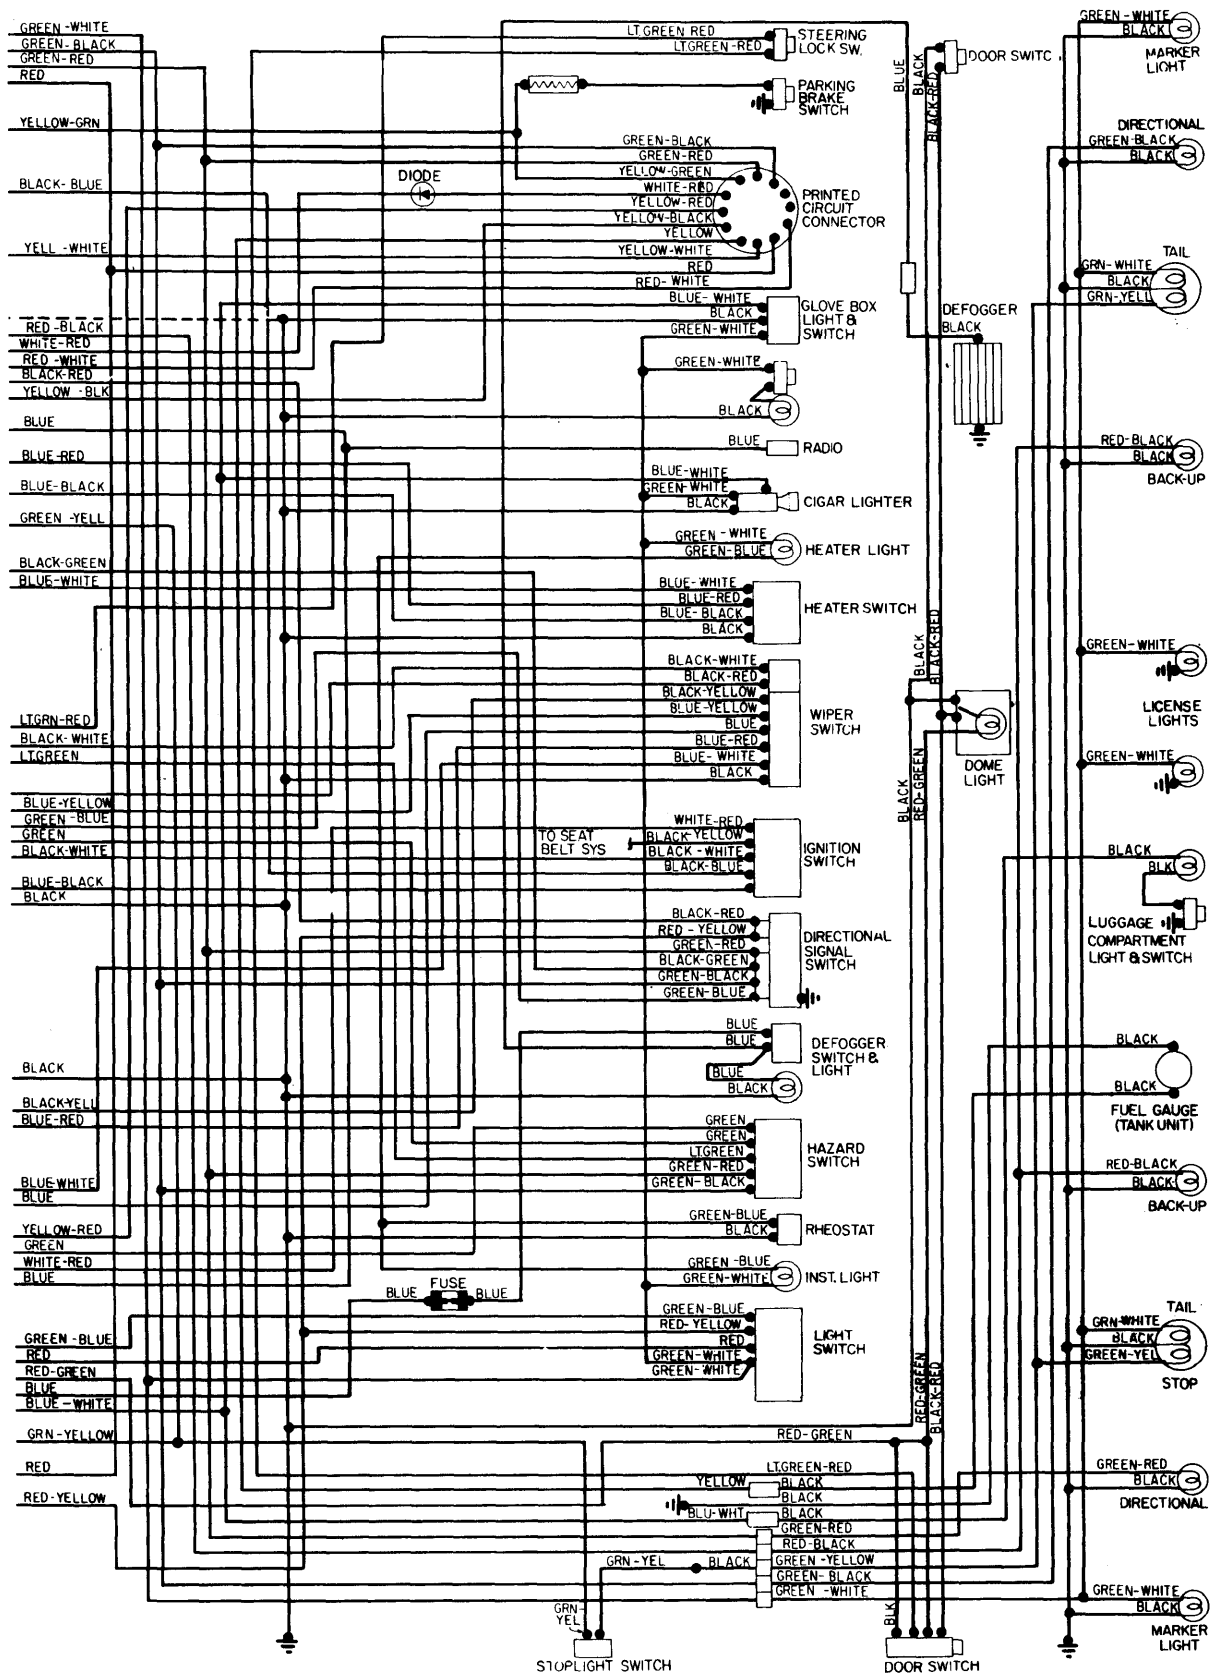 GREEN-WHITE
GREEN-BLACK
GREEN-RED
RED
YELLOW-GRN
BLACK-BLUE
YELL-WHITE
RED-BLACK
WHITE-RED
RED-WHITE
BLACK-RED
YELLOW-BLK
BLUE
BLUE-RED
BLUE-BLACK
GREEN-YELL
BLACK-GREEN
BLUE-WHITE
LT.GRN-RED
BLACK-WHITE
LT.GREEN
BLUE-YELLOW
GREEN-BLUE
GREEN
BLACK-WHITE
BLUE-BLACK
BLACK
BLACK
BLACK-YELL
BLUE-RED
BLUE-WHITE
BLUE
YELLOW-RED
GREEN
WHITE-RED
BLUE
GREEN-BLUE
RED
RED-GREEN
BLUE
BLUE-WHITE
GRN-YELLOW
RED
RED-YELLOW
LT.GREEN RED
LT.GREEN-RED
STEERING
LOCK SW.
PARKING
BRAKE
SWITCH
DIODE
GREEN-BLACK
GREEN-RED
YELLOW-GREEN
WHITE-RED
YELLOW-RED
YELLOW-BLACK
YELLOW
YELLOW-WHITE
RED
RED-WHITE
PRINTED
CIRCUIT
CONNECTOR
BLUE-WHITE
BLACK
GREEN-WHITE
GLOVE BOX
LIGHT &
SWITCH
GREEN-WHITE
BLACK
BLUE
RADIO
BLUE-WHITE
GREEN-WHITE
BLACK
CIGAR LIGHTER
GREEN-WHITE
GREEN-BLUE
HEATER LIGHT
BLUE-WHITE
BLUE-RED
BLUE-BLACK
BLACK
HEATER SWITCH
BLACK-WHITE
BLACK-RED
BLACK-YELLOW
BLUE-YELLOW
BLUE
BLUE-RED
BLUE-WHITE
BLACK
WIPER
SWITCH
TO SEAT
BELT SYS
WHITE-RED
BLACK-YELLOW
BLACK-WHITE
BLACK-BLUE
IGNITION
SWITCH
BLACK-RED
RED-YELLOW
GREEN-RED
BLACK-GREEN
GREEN-BLACK
GREEN-BLUE
DIRECTIONAL
SIGNAL
SWITCH
BLUE
BLUE
BLUE
BLACK
DEFOGGER
SWITCH &
LIGHT
GREEN
GREEN
LT.GREEN
GREEN-RED
GREEN-BLACK
HAZARD
SWITCH
GREEN-BLUE
BLACK
RHEOSTAT
GREEN-BLUE
GREEN-WHITE
INST. LIGHT
BLUE
FUSE
BLUE
GREEN-BLUE
RED-YELLOW
RED
GREEN-WHITE
GREEN-WHITE
LIGHT
SWITCH
RED-GREEN
LT.GREEN-RED
YELLOW
BLACK
BLACK
BLU-WHT
BLACK
GREEN-RED
RED-BLACK
GRN-YEL
BLACK
GREEN-YELLOW
GREEN-BLACK
GREEN-WHITE
GRN-
YEL
STOPLIGHT SWITCH
BLK
DOOR SWITCH
BLUE
BLACK
BLACK-RED
DOOR SWITC
DEFOGGER
BLACK
BLACK
BLACK-RED
DOME
LIGHT
BLACK
RED-GREEN
RED-GREEN
BLACK-RED
GREEN-WHITE
BLACK
MARKER
LIGHT
DIRECTIONAL
GREEN-BLACK
BLACK
TAIL
GRN-WHITE
BLACK
GRN-YELL
RED-BLACK
BLACK
BACK-UP
GREEN-WHITE
LICENSE
LIGHTS
GREEN-WHITE
BLACK
BLK
LUGGAGE
COMPARTMENT
LIGHT & SWITCH
BLACK
BLACK
FUEL GAUGE
(TANK UNIT)
RED-BLACK
BLACK
BACK-UP
TAIL
GRN-WHITE
BLACK
GREEN-YEL
STOP
GREEN-RED
BLACK
DIRECTIONAL
GREEN-WHITE
BLACK
MARKER
LIGHT